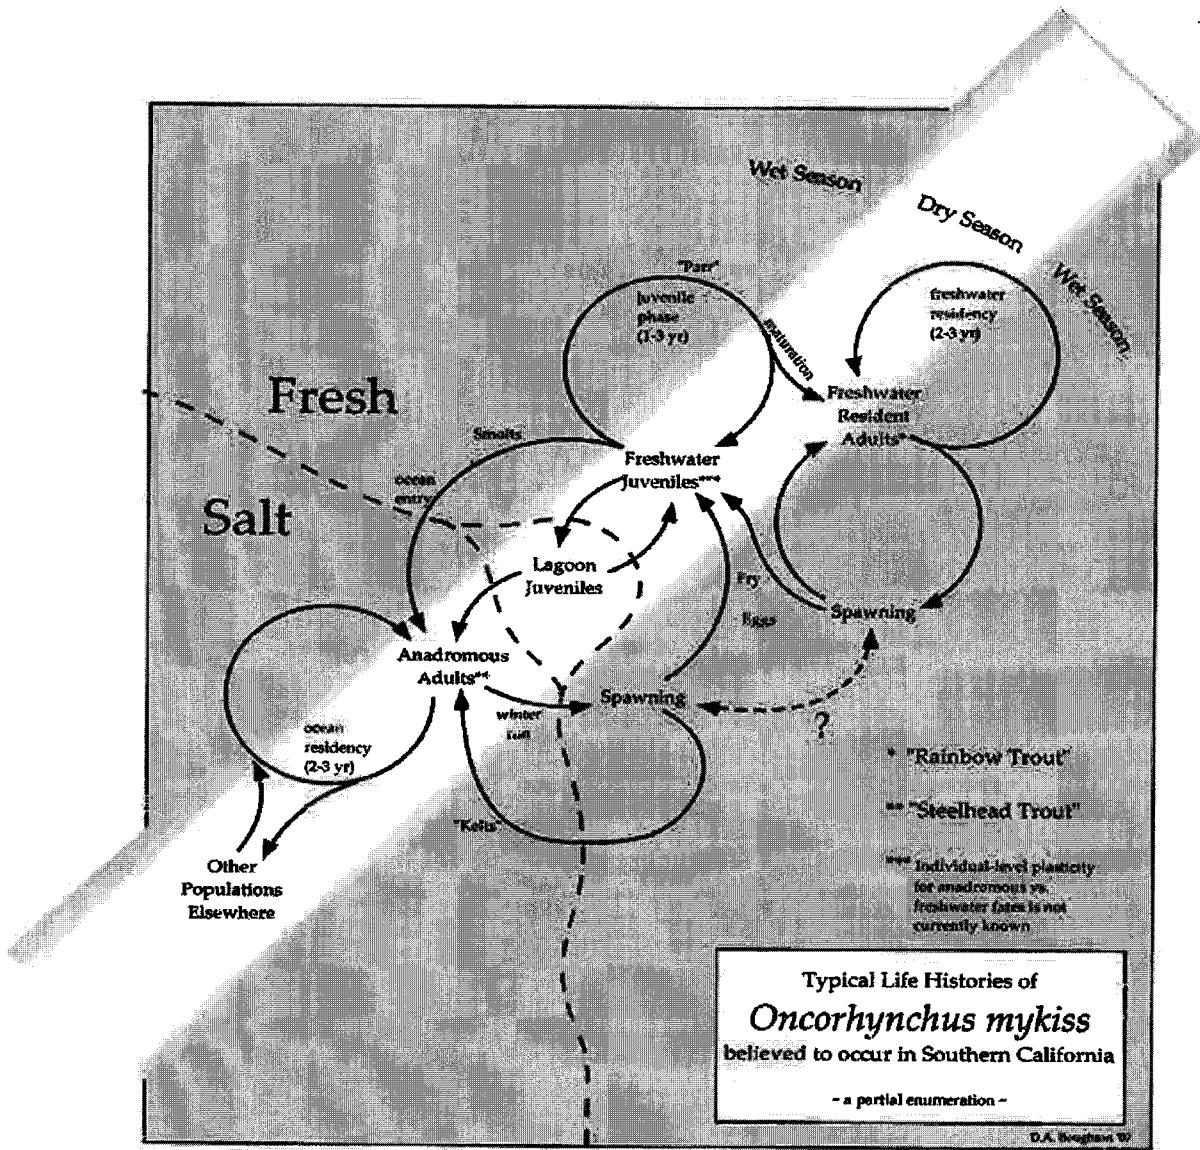 Wet Season
Dry Season
Wet Season
"Parr"
juvenile
phase
(1-3 yr)
maturation
freshwater
residency
(2-3 yr)
Freshwater
Resident
Adults*
Fresh
Smolts
Freshwater
Juveniles***
ocean
entry
Salt
Lagoon
Juveniles
Fry
Eggs
Spawning
Anadromous
Adults**
Spawning
winter
run
?
ocean
residency
(2-3 yr)
"Kelts"
Other
Populations
Elsewhere
* "Rainbow Trout"
** "Steelhead Trout"
*** Individual-level plasticity
for anadromous vs.
freshwater fates is not
currently known
Typical Life Histories of
Oncorhynchus mykiss
believed to occur in Southern California
~ a partial enumeration ~
D.A. Boughton